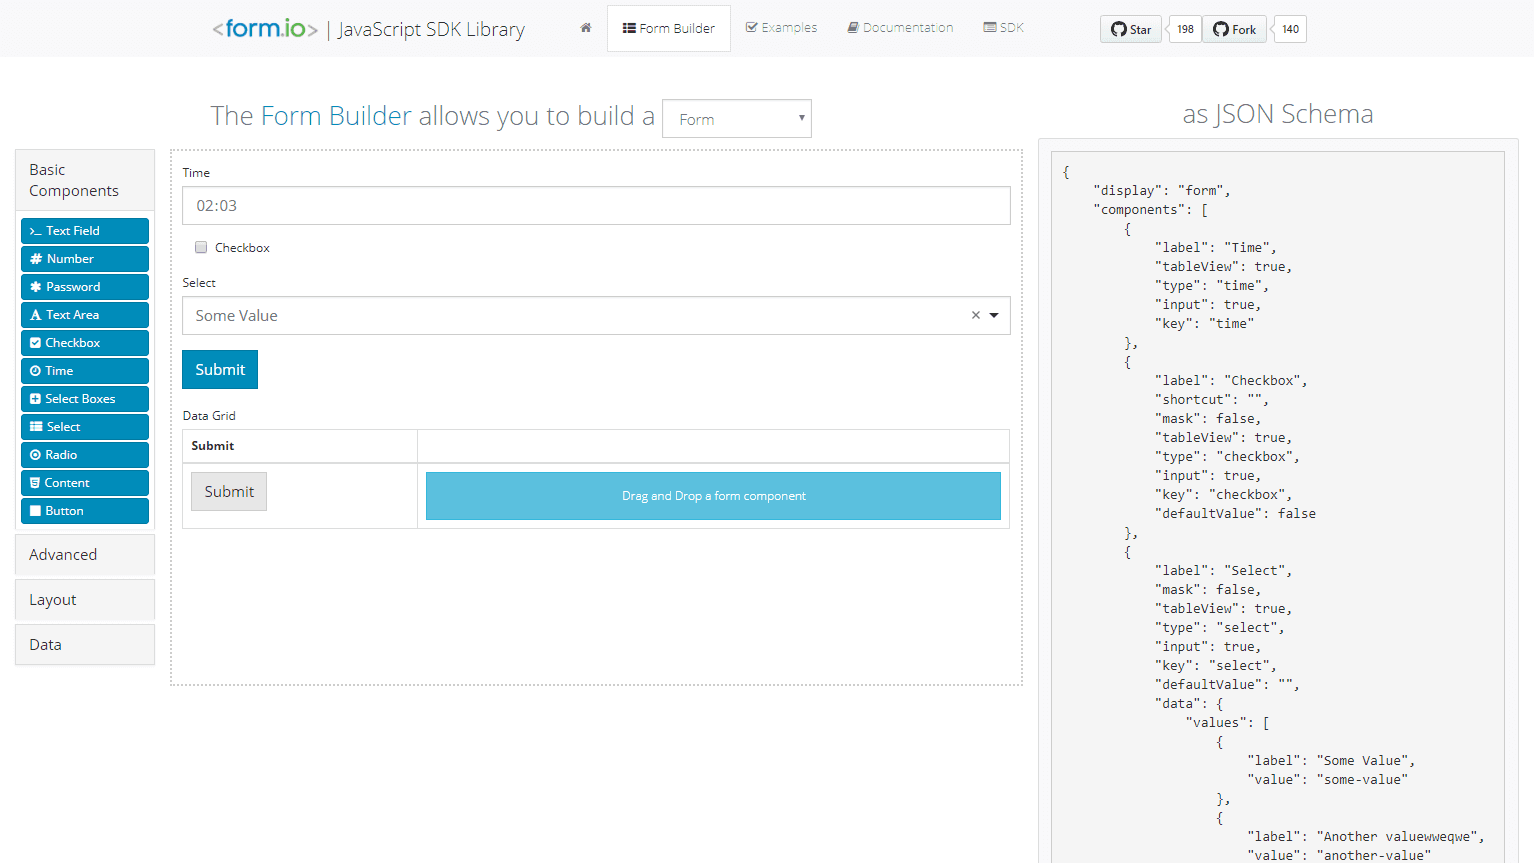 <form.io> | JavaScript SDK Library
Form Builder
Examples
Documentation
SDK
Star
198
Fork
140
The Form Builder allows you to build a
Form
as JSON Schema
Basic
Components
Text Field
Number
Password
Text Area
Checkbox
Time
Select Boxes
Select
Radio
Content
Button
Advanced
Layout
Data
Time
02:03
Checkbox
Select
Some Value
Submit
Data Grid
Submit
Submit
Drag and Drop a form component
{
"display": "form",
"components": [
{
"label": "Time",
"tableView": true,
"type": "time",
"input": true,
"key": "time"
},
{
"label": "Checkbox",
"shortcut": "",
"mask": false,
"tableView": true,
"type": "checkbox",
"input": true,
"key": "checkbox",
"defaultValue": false
},
{
"label": "Select",
"mask": false,
"tableView": true,
"type": "select",
"input": true,
"key": "select",
"defaultValue": "",
"data": {
"values": [
{
"label": "Some Value",
"value": "some-value"
},
{
"label": "Another valuewweqwe",
"value": "another-value"